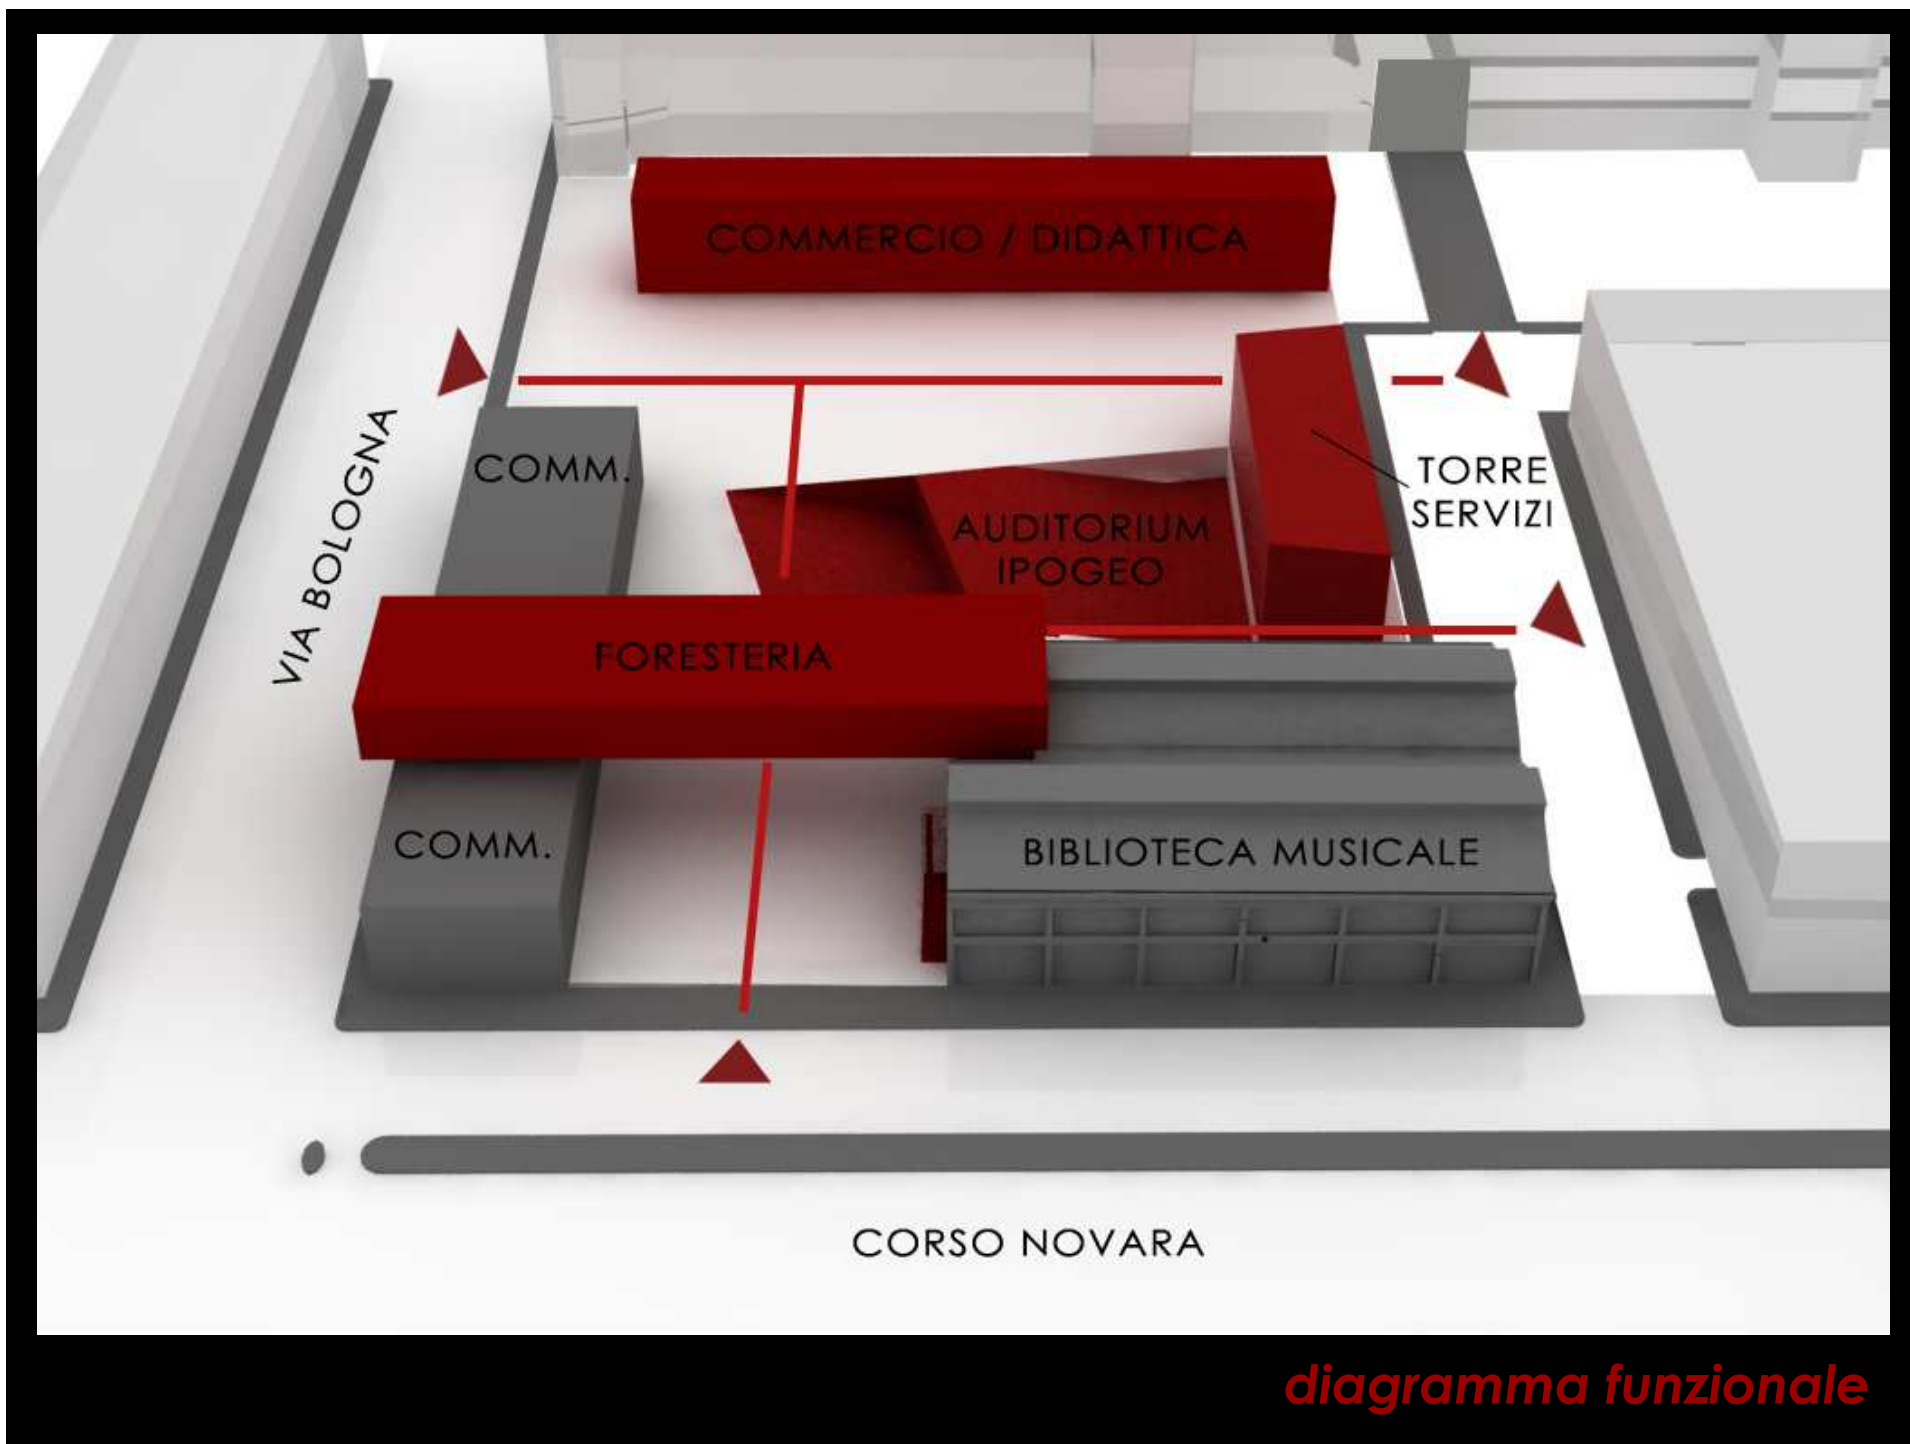 COMMERCIO / DIDATTICA
COMM.
TORRE
SERVIZI
VIA BOLOGNA
AUDITORIUM
IPOGEO
FORESTERIA
COMM.
BIBLIOTECA MUSICALE
CORSO NOVARA
diagramma funzionale